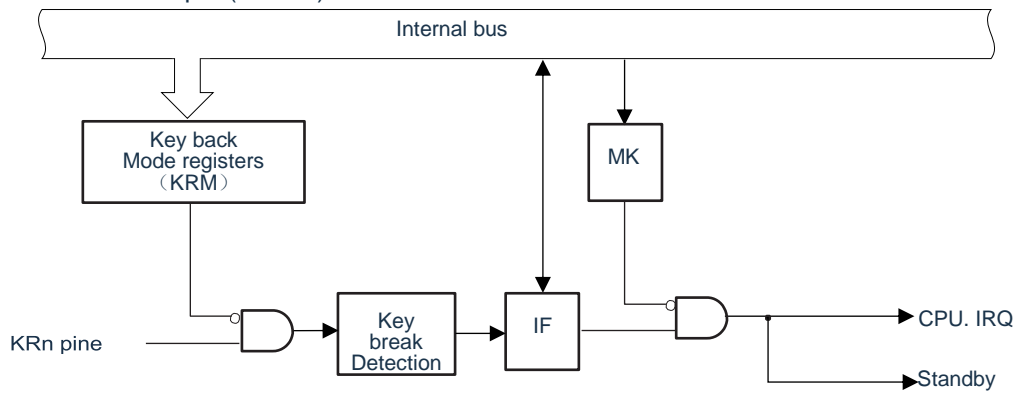 Internal bus
Key back
Mode registers
（KRM）
MK
Key
break
Detection
IF
KRn pine
CPU. IRQ
Standby